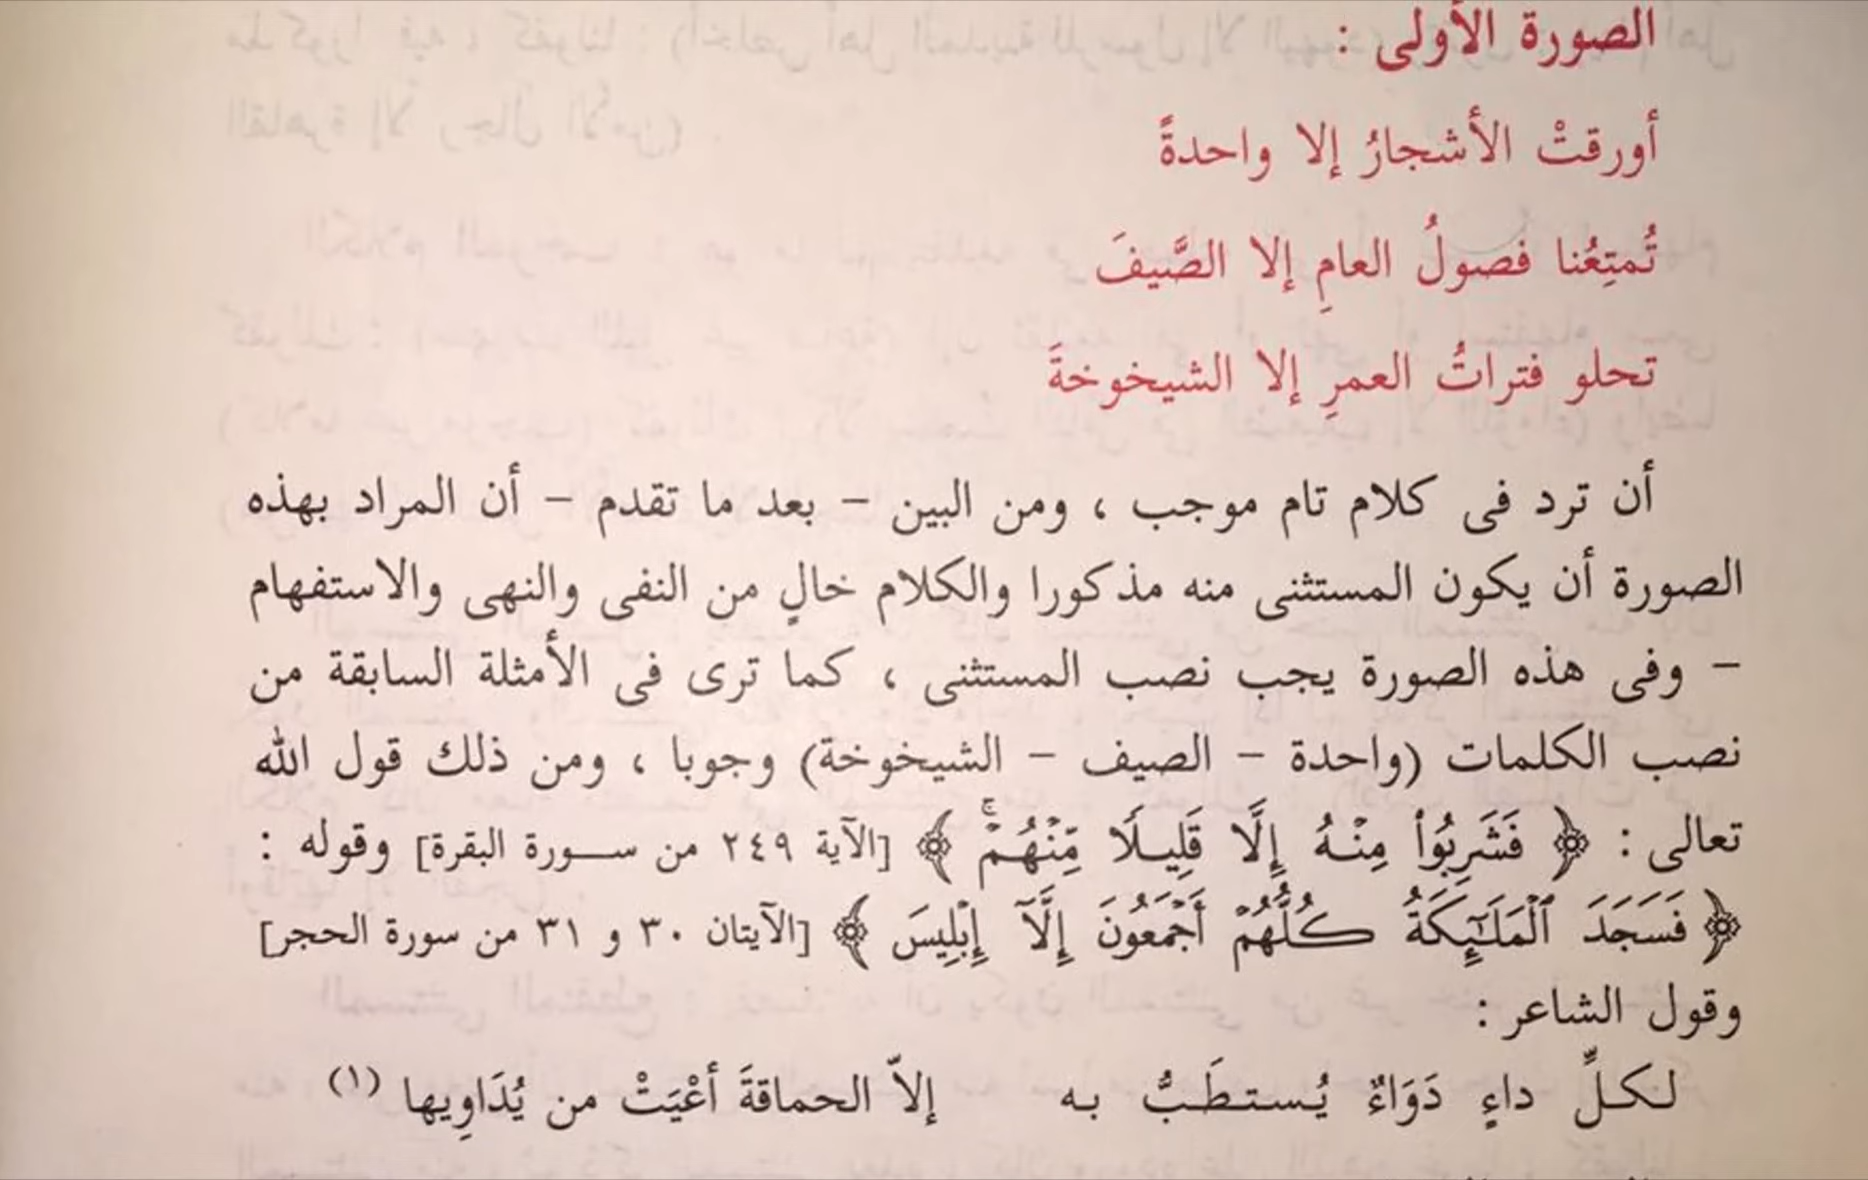 الصورة الأولى :
أورقتْ الأشجارُ إلا واحدةً
تُمتِعُنا فصولُ العامِ إلا الصَّيفَ
تحلو فتراتُ العمرِ إلا الشيخوخةَ
أن ترد فى كلام تام موجب ، ومن البين – بعد ما تقدم – أن المراد بهذه
الصورة أن يكون المستثنى منه مذكورا والكلام خالٍ من النفى والنهى والاستفهام
– وفى هذه الصورة يجب نصب المستثنى ، كما ترى فى الأمثلة السابقة من
نصب الكلمات (واحدة – الصيف – الشيخوخة) وجوبا ، ومن ذلك قول الله
تعالى : ﴿ فَشَرِبُوا۟ مِنْهُ إِلَّا قَلِيلًا مِّنْهُمْ ۚ ﴾ [الآية ٢٤٩ من سورة البقرة] وقوله :
﴿ فَسَجَدَ ٱلْمَلَـٰٓئِكَةُ كُلُّهُمْ أَجْمَعُونَ إِلَّآ إِبْلِيسَ ﴾ [الآيتان ٣٠ و ٣١ من سورة الحجر]
وقول الشاعر :
لكلِّ داءٍ دَوَاءٌ يُستطَبُّ به إلاّ الحماقةَ أعْيَتْ من يُدَاوِيها (١)